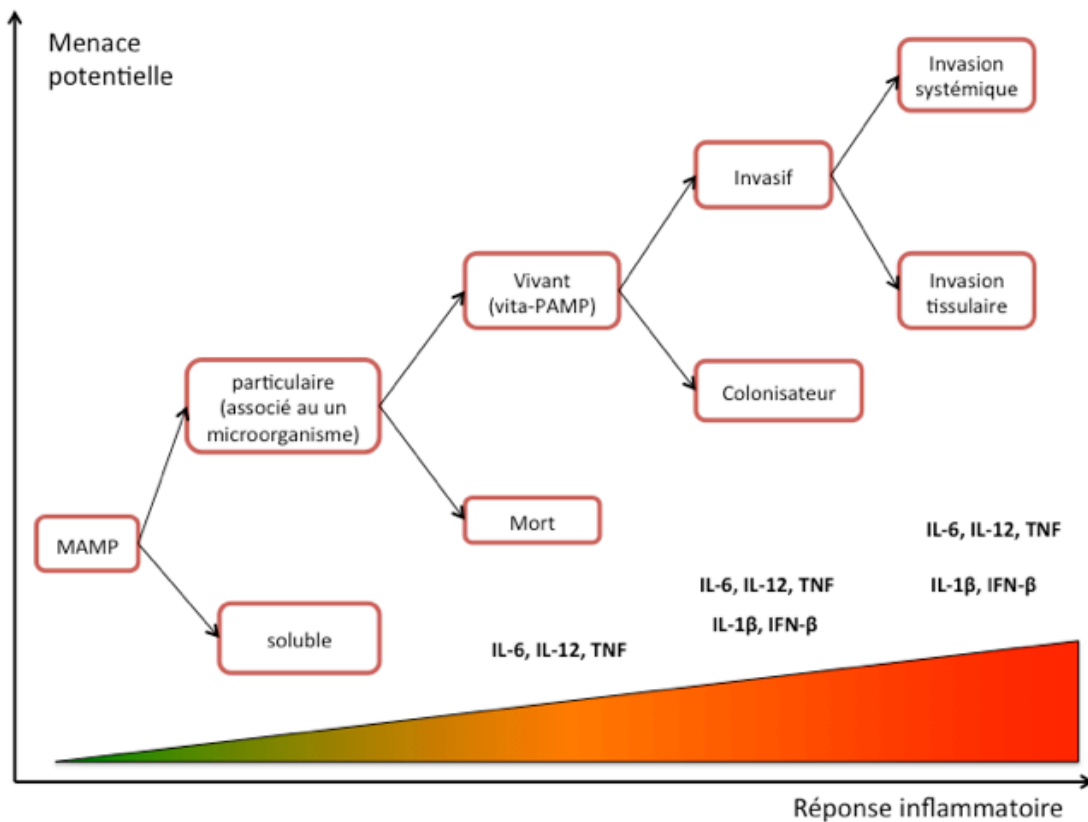 Menace
potentielle
Invasion
systémique
Invasif
Vivant
(vita-PAMP)
Invasion
tissulaire
particulaire
(associé au un
microorganisme)
Colonisateur
MAMP
Mort
soluble
IL-6, IL-12, TNF
IL-6, IL-12, TNF
IL-1β, IFN-β
IL-6, IL-12, TNF
IL-1β, IFN-β
Réponse inflammatoire